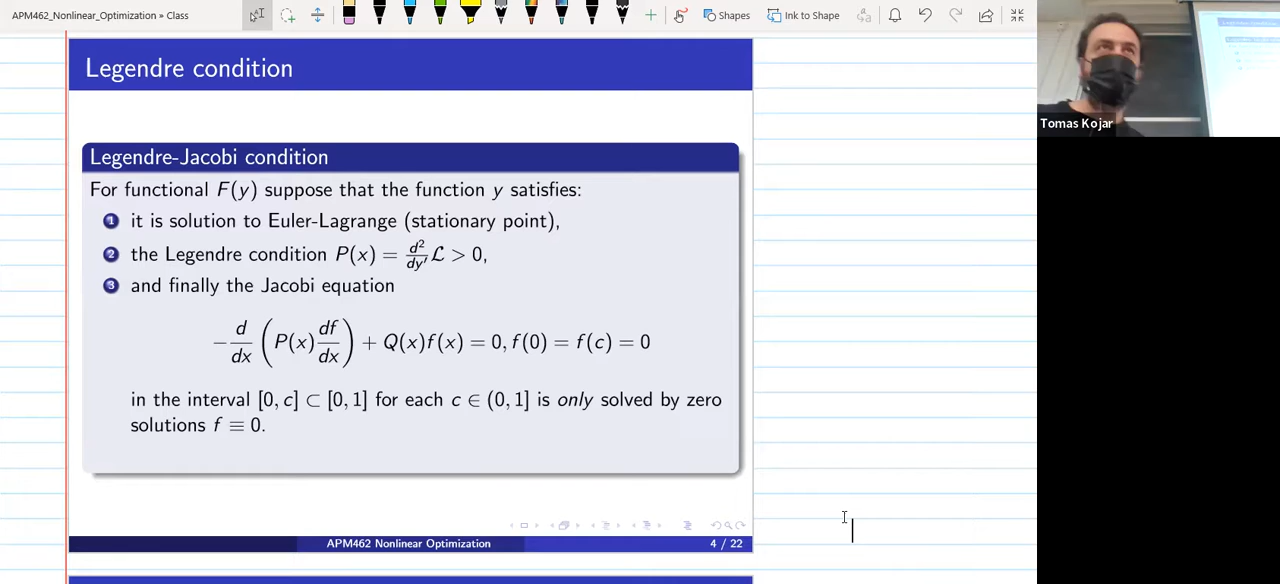 APM462_Nonlinear_Optimization » Class
Shapes
Ink to Shape
Legendre condition
Legendre-Jacobi condition
For functional F(y) suppose that the function y satisfies:
1 it is solution to Euler-Lagrange (stationary point),
2 the Legendre condition P(x) = d²/dy′ ℒ > 0,
3 and finally the Jacobi equation
−d/dx (P(x) df/dx) + Q(x)f(x) = 0, f(0) = f(c) = 0
in the interval [0, c] ⊂ [0, 1] for each c ∈ (0, 1] is only solved by zero
solutions f ≡ 0.
APM462 Nonlinear Optimization
4 / 22
Tomas Kojar